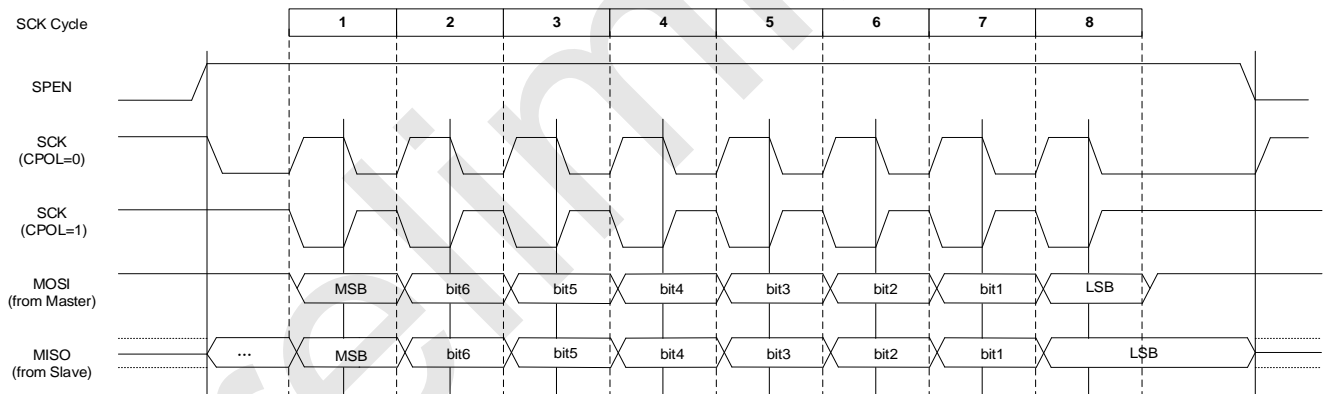 SCK Cycle 1 2 3 4 5 6 7 8
SPEN
SCK
(CPOL=0)
SCK
(CPOL=1)
MOSI
(from Master)
MSB bit6 bit5 bit4 bit3 bit2 bit1 LSB
MISO
(from Slave)
... MSB bit6 bit5 bit4 bit3 bit2 bit1 LSB